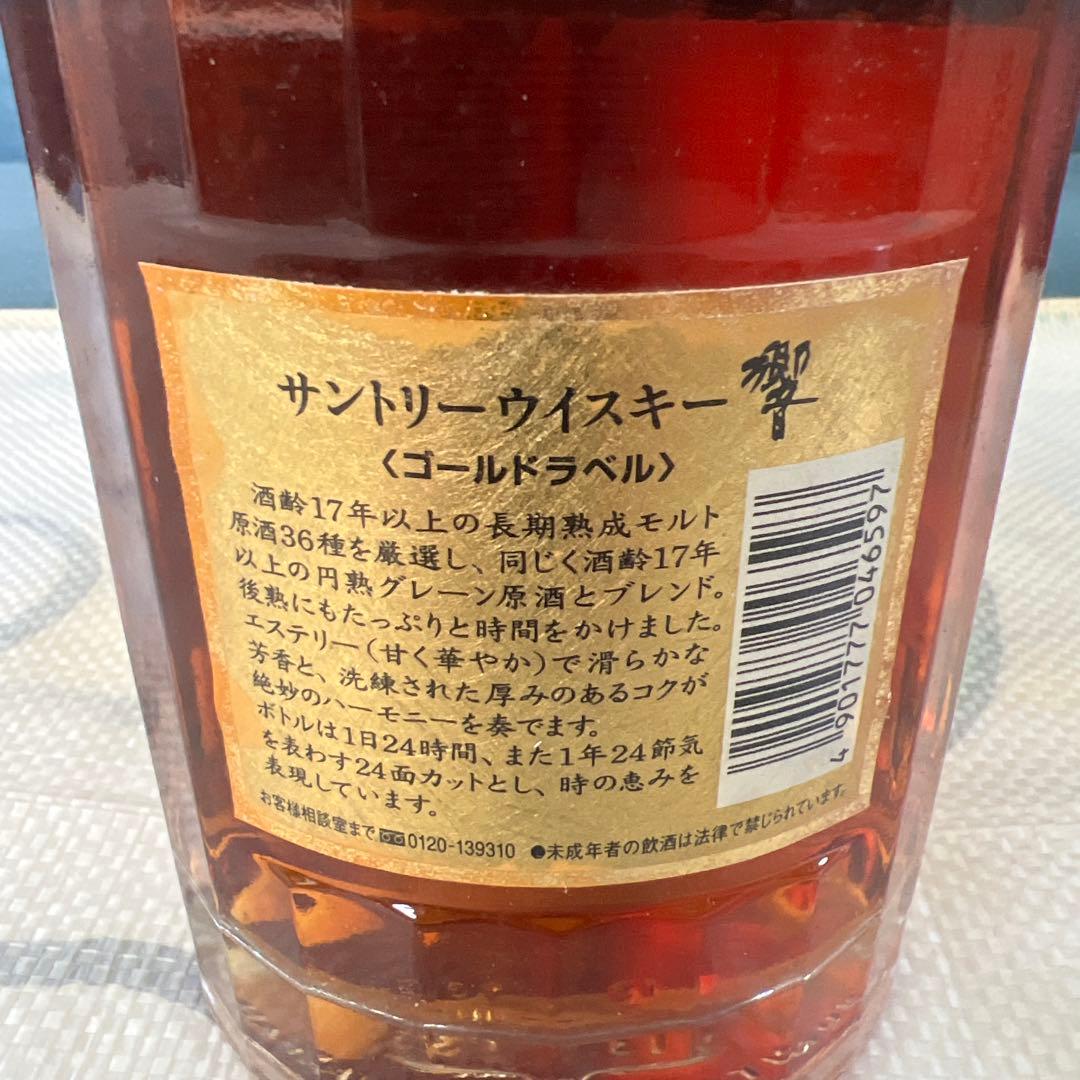 サントリーウイスキー 響
〈ゴールドラベル〉
酒齢17年以上の長期熟成モルト
原酒36種を厳選し、同じく酒齢17年
以上の円熟グレーン原酒とブレンド。
後熟にもたっぷりと時間をかけました。
エステリー(甘く華やか)で滑らかな
芳香と、洗練された厚みのあるコクが
絶妙のハーモニーを奏でます。
ボトルは1日24時間、また1年24節気
を表わす24面カットとし、時の恵みを
表現しています。
お客様相談室まで 0120-139310 ●未成年者の飲酒は法律で禁じられています。
4 901777 046597